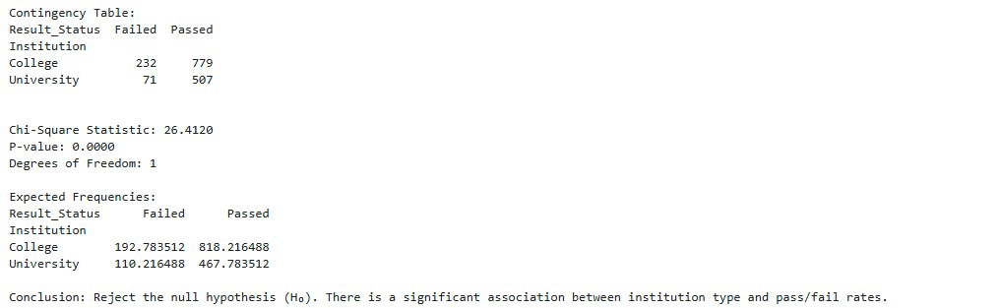 Contingency Table:
Result_Status  Failed  Passed
Institution
College           232     779
University         71     507
Chi-Square Statistic: 26.4120
P-value: 0.0000
Degrees of Freedom: 1
Expected Frequencies:
Result_Status      Failed      Passed
Institution
College        192.783512  818.216488
University     110.216488  467.783512
Conclusion: Reject the null hypothesis (H₀). There is a significant association between institution type and pass/fail rates.